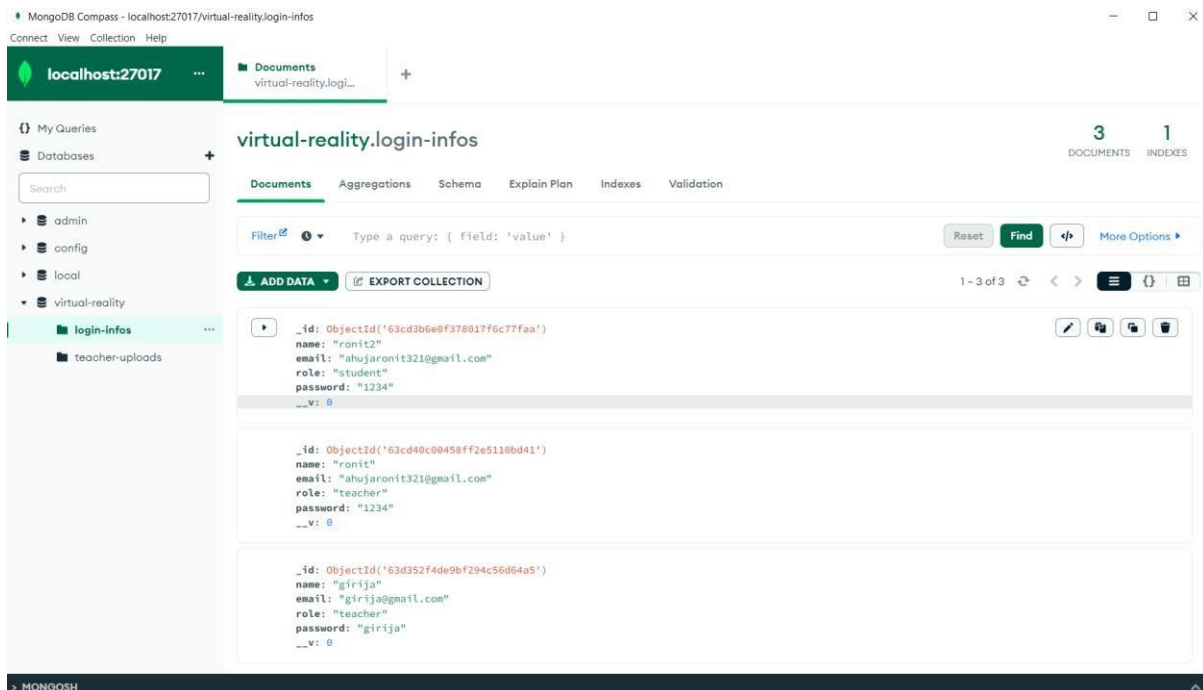 MongoDB Compass - localhost:27017/virtual-reality.login-infos
Connect View Collection Help
localhost:27017 ...
Documents
virtual-reality.logi...
+
{} My Queries
Databases +
Search
admin
config
local
virtual-reality
login-infos ...
teacher-uploads
virtual-reality.login-infos
3
DOCUMENTS
1
INDEXES
Documents Aggregations Schema Explain Plan Indexes Validation
Filter Type a query: { field: 'value' } Reset Find </> More Options
ADD DATA EXPORT COLLECTION 1 – 3 of 3 < > {}
_id: ObjectId('63cd3b6e0f378017f6c77faa')
name: "ronit2"
email: "ahujaronit321@gmail.com"
role: "student"
password: "1234"
__v: 0
_id: ObjectId('63cd40c00458ff2e5110bd41')
name: "ronit"
email: "ahujaronit321@gmail.com"
role: "teacher"
password: "1234"
__v: 0
_id: ObjectId('63d352f4de9bf294c56d64a5')
name: "girija"
email: "girija@gmail.com"
role: "teacher"
password: "girija"
__v: 0
> MONGOSH